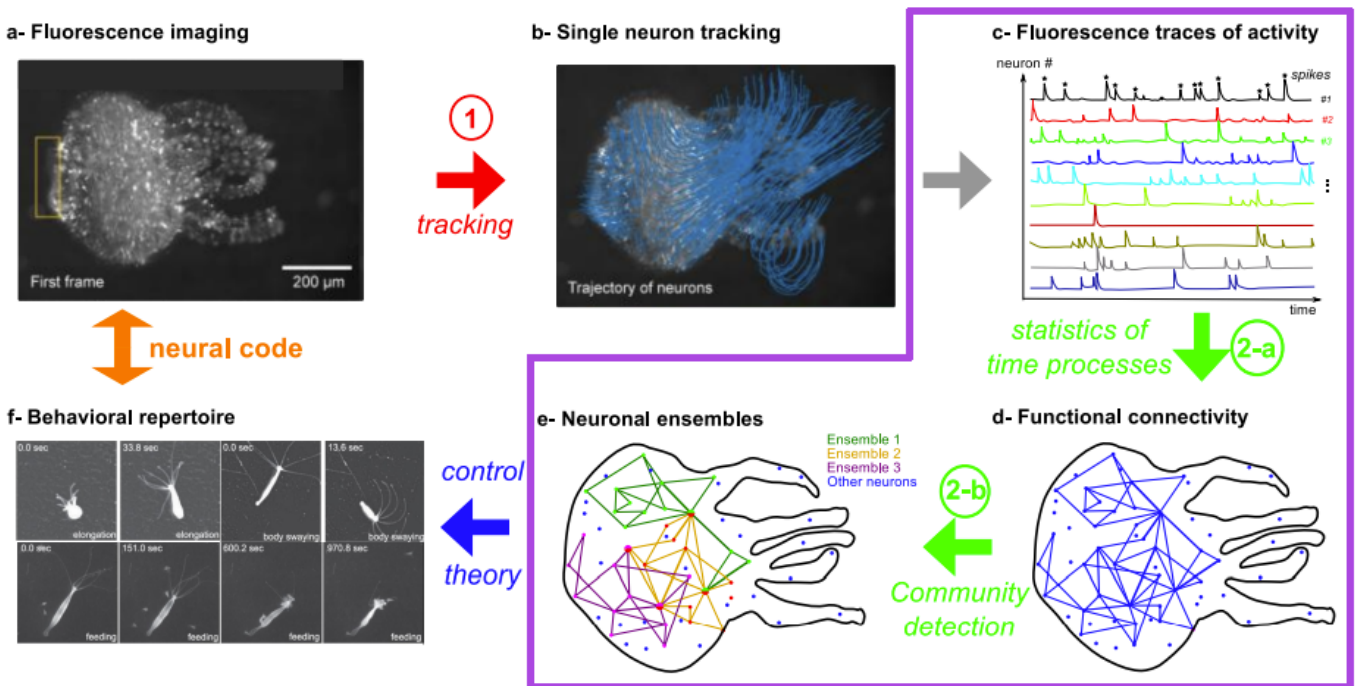 a- Fluorescence imaging
First frame
200 µm
1
tracking
b- Single neuron tracking
Trajectory of neurons
c- Fluorescence traces of activity
neuron #
spikes
#1
#2
#3
time
statistics of
time processes
2-a
d- Functional connectivity
2-b
Community
detection
e- Neuronal ensembles
Ensemble 1
Ensemble 2
Ensemble 3
Other neurons
control
theory
neural code
f- Behavioral repertoire
0.0 sec
33.8 sec
0.0 sec
13.6 sec
elongation
elongation
body swaying
body swaying
0.0 sec
151.0 sec
600.2 sec
970.8 sec
feeding
feeding
feeding
feeding